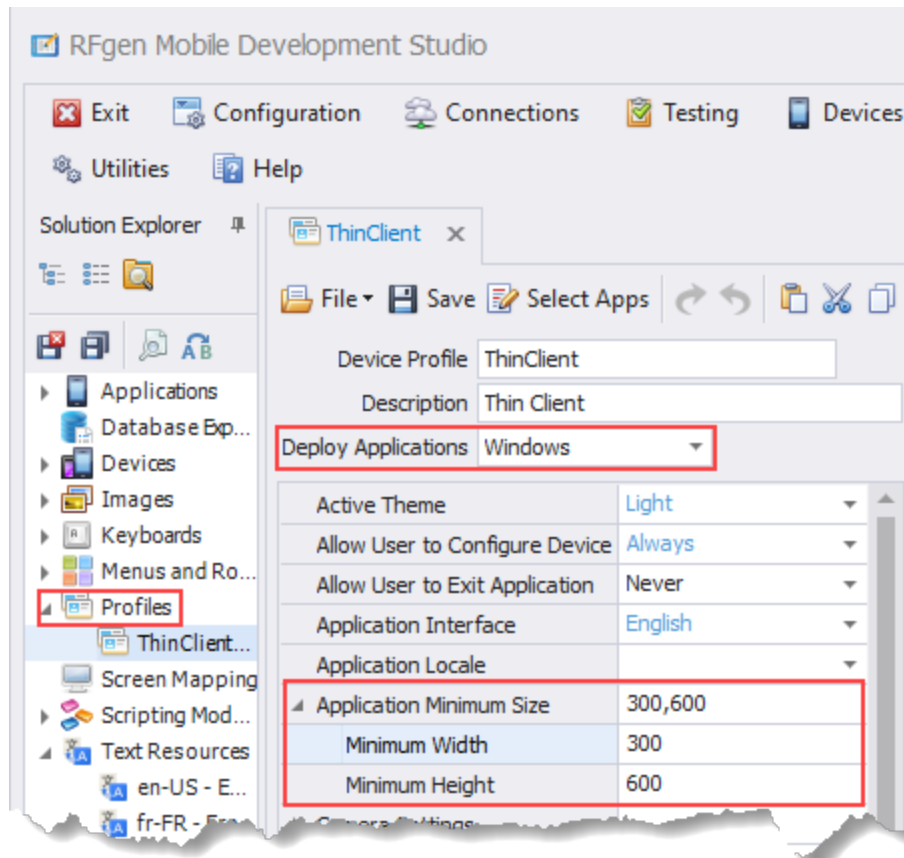 RFgen Mobile Development Studio
Exit Configuration Connections Testing Devices
Utilities Help
Solution Explorer
ThinClient
File Save Select Apps
Device Profile ThinClient
Description Thin Client
Deploy Applications Windows
Applications
Database Exp...
Devices
Images
Keyboards
Menus and Ro...
Profiles
ThinClient...
Screen Mapping
Scripting Mod...
Text Resources
en-US - E...
fr-FR - Fre...
Active Theme Light
Allow User to Configure Device Always
Allow User to Exit Application Never
Application Interface English
Application Locale
Application Minimum Size 300,600
Minimum Width 300
Minimum Height 600
Camera Settings